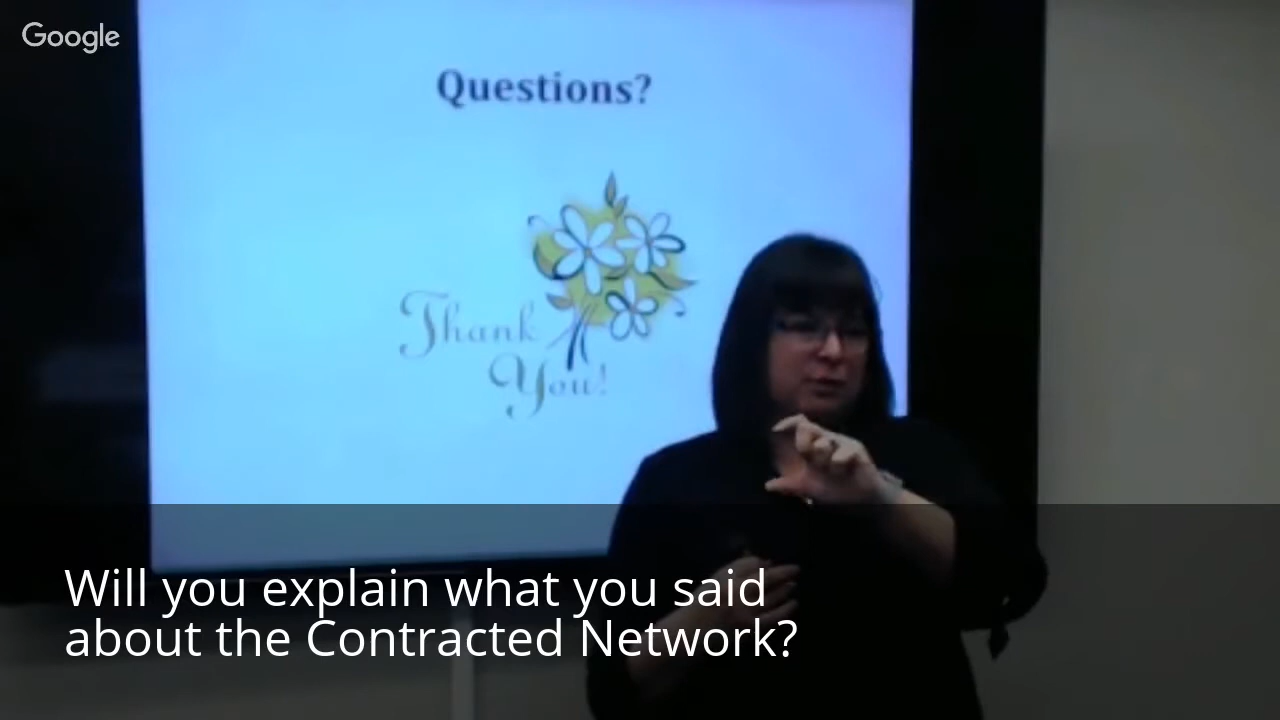 Google
Questions?
Thank
You!
Will you explain what you said
about the Contracted Network?